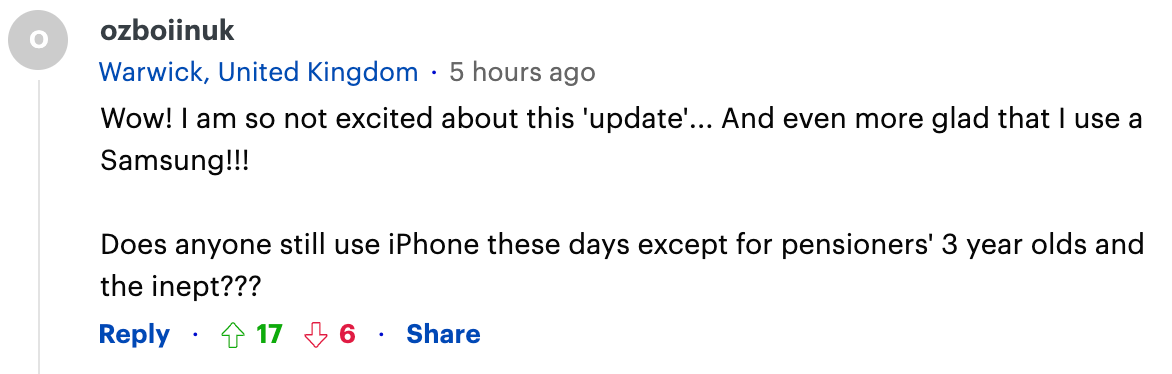 O
ozboiinuk
Warwick, United Kingdom · 5 hours ago
Wow! I am so not excited about this 'update'... And even more glad that I use a
Samsung!!!
Does anyone still use iPhone these days except for pensioners' 3 year olds and
the inept???
Reply · 17 6 · Share